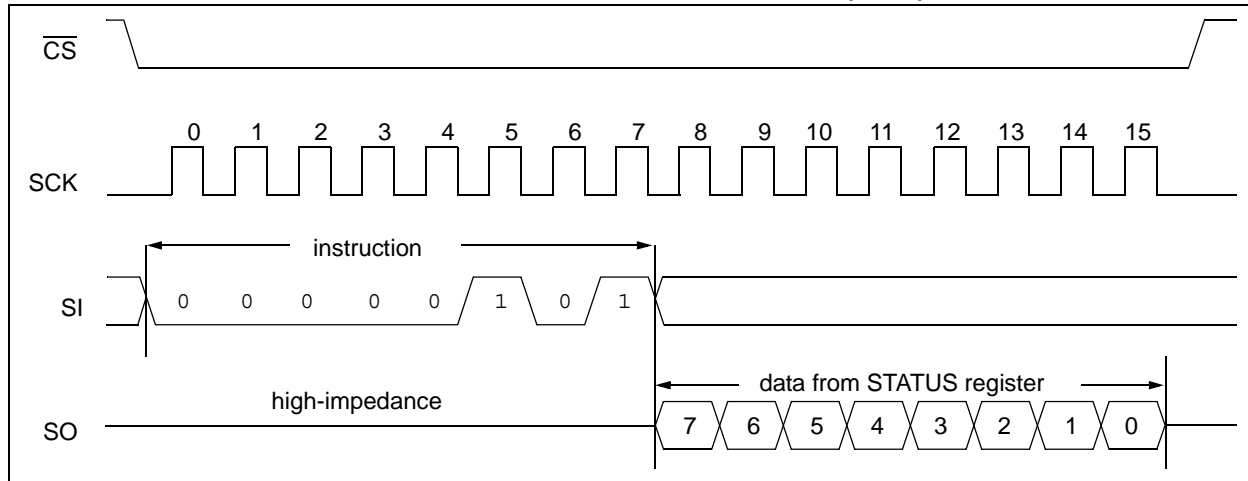 CS
0 1 2 3 4 5 6 7 8 9 10 11 12 13 14 15
SCK
instruction
SI 0 0 0 0 0 1 0 1
data from STATUS register
high-impedance
SO 7 6 5 4 3 2 1 0